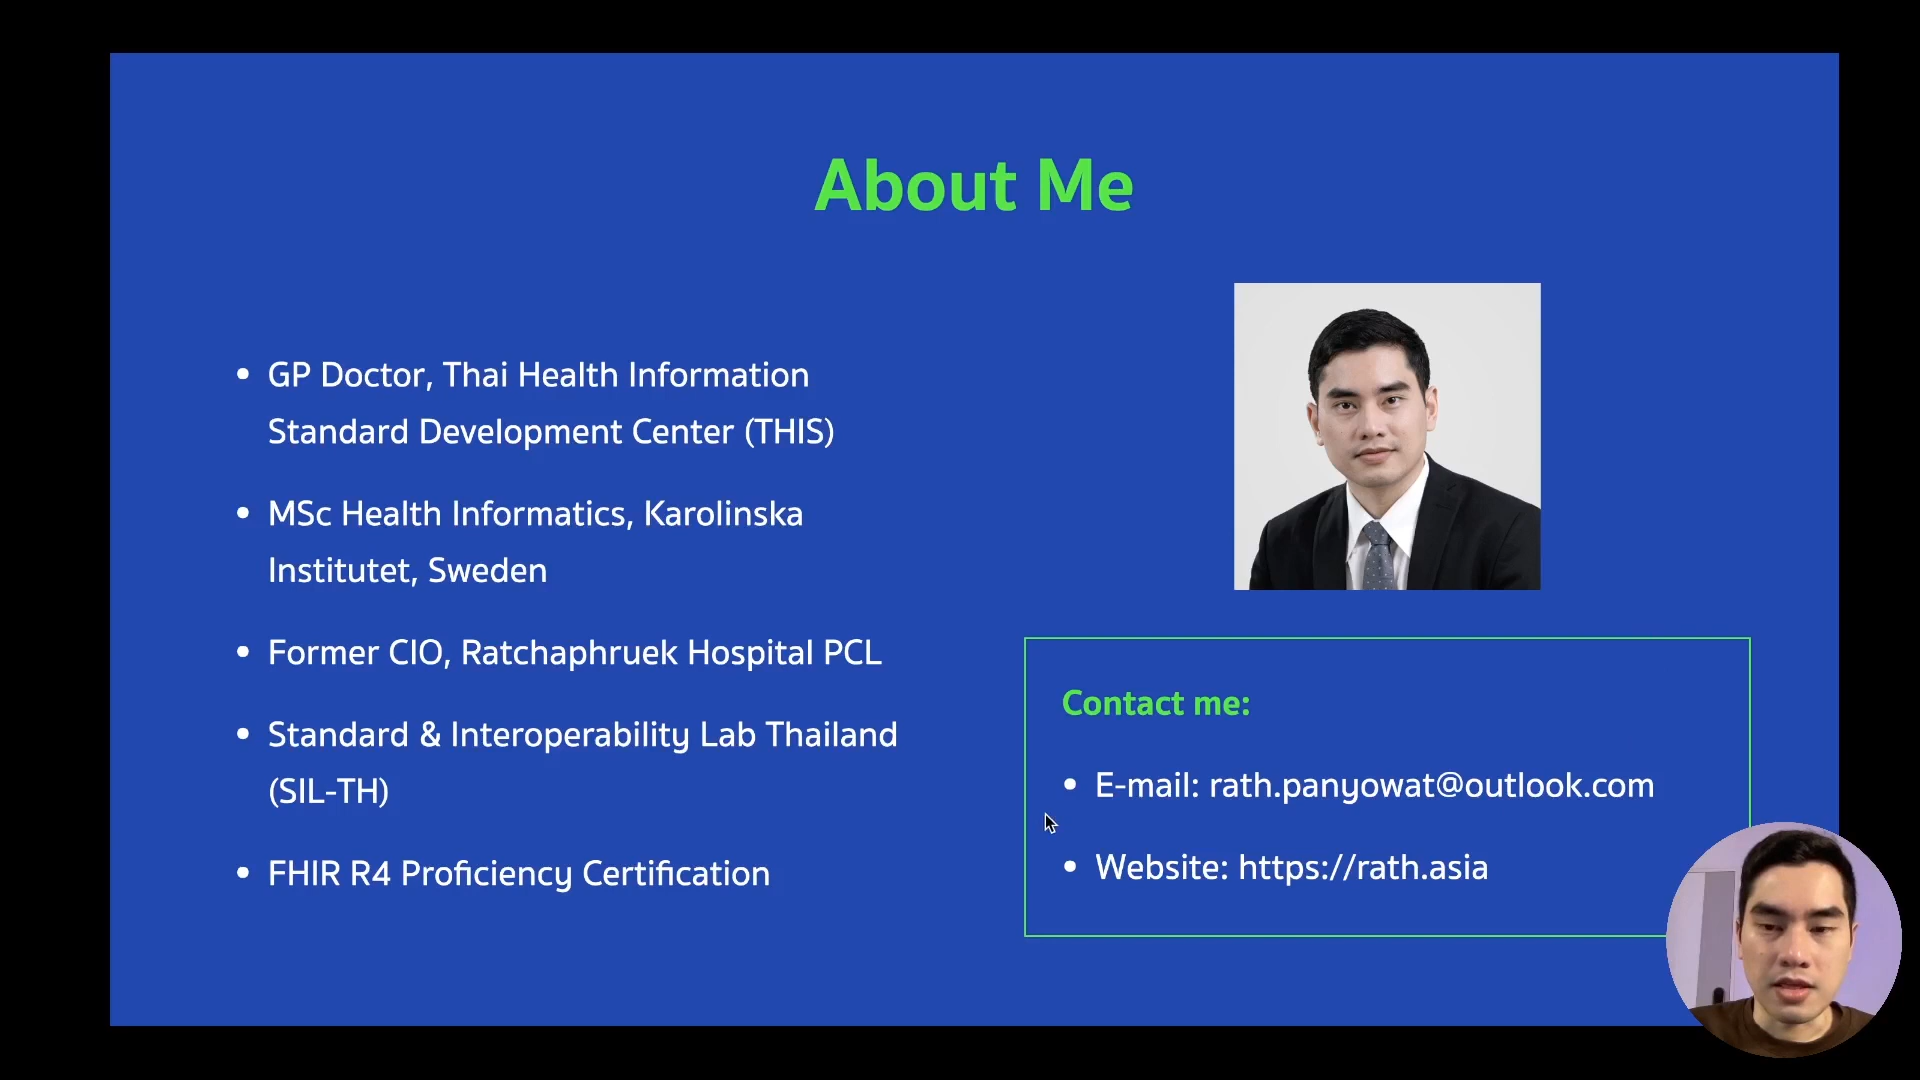 About Me
• GP Doctor, Thai Health Information
Standard Development Center (THIS)
• MSc Health Informatics, Karolinska
Institutet, Sweden
• Former CIO, Ratchaphruek Hospital PCL
• Standard & Interoperability Lab Thailand
(SIL-TH)
• FHIR R4 Proficiency Certification
Contact me:
• E-mail: rath.panyowat@outlook.com
• Website: https://rath.asia